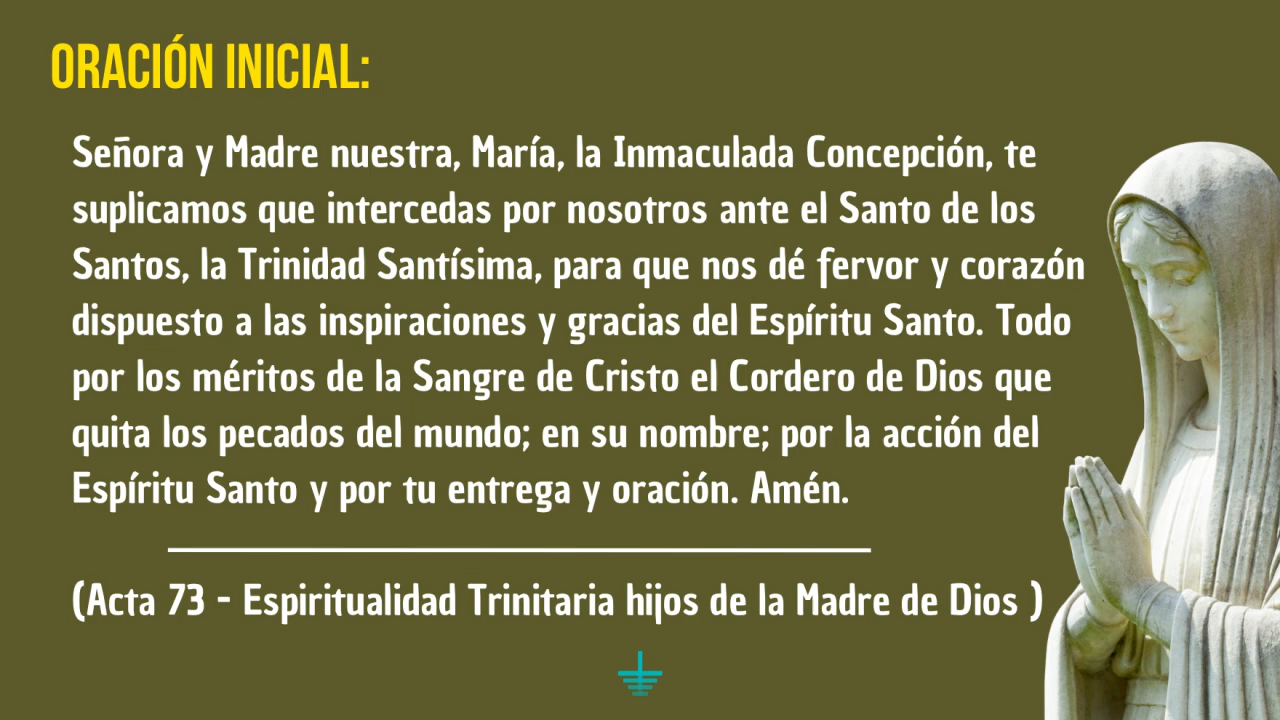 ORACIÓN INICIAL:
Señora y Madre nuestra, María, la Inmaculada Concepción, te
suplicamos que intercedas por nosotros ante el Santo de los
Santos, la Trinidad Santísima, para que nos dé fervor y corazón
dispuesto a las inspiraciones y gracias del Espíritu Santo. Todo
por los méritos de la Sangre de Cristo el Cordero de Dios que
quita los pecados del mundo; en su nombre; por la acción del
Espíritu Santo y por tu entrega y oración. Amén.
(Acta 73 - Espiritualidad Trinitaria hijos de la Madre de Dios )